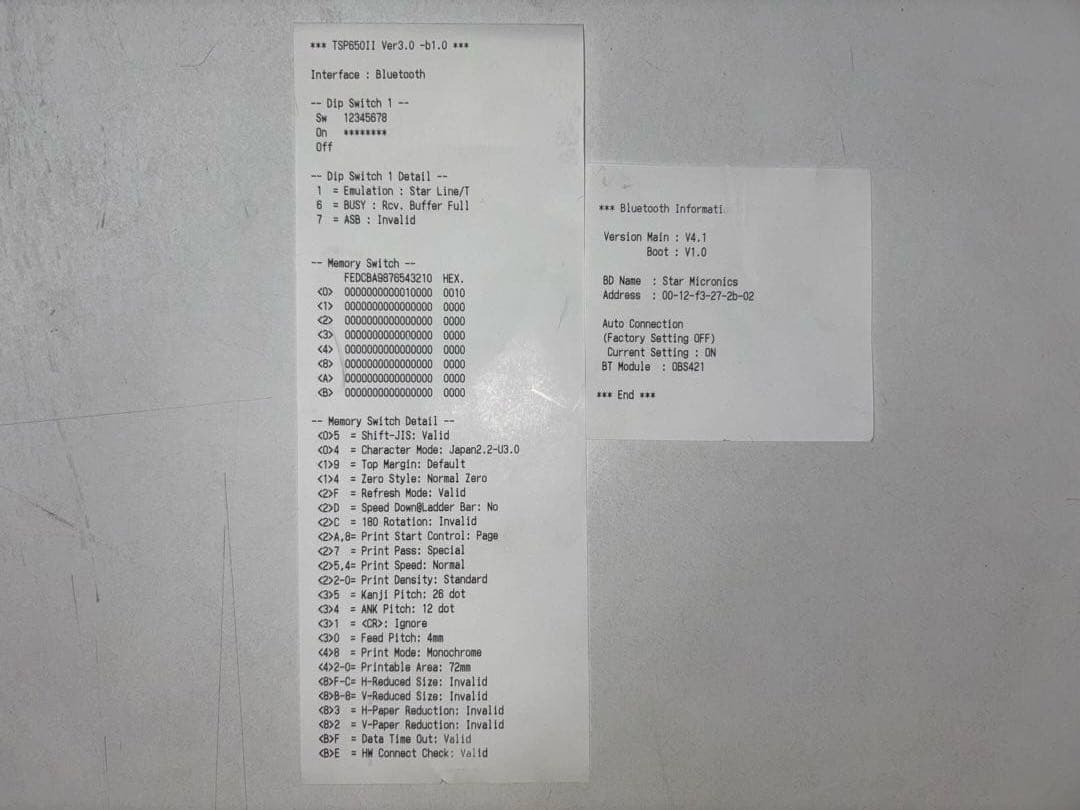 *** TSP650II Ver3.0 -b1.0 ***
Interface : Bluetooth
-- Dip Switch 1 --
Sw 12345678
On ********
Off
-- Dip Switch 1 Detail --
1 = Emulation : Star Line/T
6 = BUSY : Rcv. Buffer Full
7 = ASB : Invalid
-- Memory Switch --
FEDCBA9876543210 HEX.
<0> 0000000000010000 0010
<1> 0000000000000000 0000
<2> 0000000000000000 0000
<3> 0000000000000000 0000
<4> 0000000000000000 0000
<8> 0000000000000000 0000
<A> 0000000000000000 0000
<B> 0000000000000000 0000
-- Memory Switch Detail --
<0>5 = Shift-JIS: Valid
<0>4 = Character Mode: Japan2.2-U3.0
<1>9 = Top Margin: Default
<1>4 = Zero Style: Normal Zero
<2>F = Refresh Mode: Valid
<2>D = Speed Down@Ladder Bar: No
<2>C = 180 Rotation: Invalid
<2>A,8= Print Start Control: Page
<2>7 = Print Pass: Special
<2>5,4= Print Speed: Normal
<2>2-0= Print Density: Standard
<3>5 = Kanji Pitch: 26 dot
<3>4 = ANK Pitch: 12 dot
<3>1 = <CR>: Ignore
<3>0 = Feed Pitch: 4mm
<4>8 = Print Mode: Monochrome
<4>2-0= Printable Area: 72mm
<8>F-C= H-Reduced Size: Invalid
<8>B-8= V-Reduced Size: Invalid
<8>3 = H-Paper Reduction: Invalid
<8>2 = V-Paper Reduction: Invalid
<B>F = Data Time Out: Valid
<B>E = HW Connect Check: Valid
*** Bluetooth Informati
Version Main : V4.1
Boot : V1.0
BD Name : Star Micronics
Address : 00-12-f3-27-2b-02
Auto Connection
(Factory Setting OFF)
Current Setting : ON
BT Module : OBS421
*** End ***